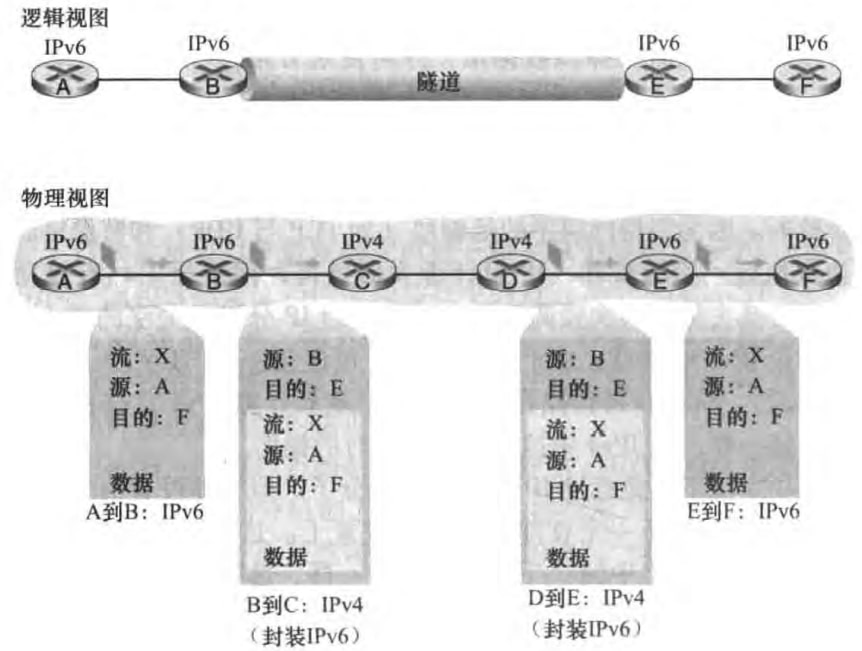 逻辑视图
IPv6 IPv6 IPv6 IPv6
A B 隧道 E F
物理视图
IPv6 IPv6 IPv4 IPv4 IPv6 IPv6
A B C D E F
流: X
源: A
目的: F
数据
A到B: IPv6
源: B
目的: E
流: X
源: A
目的: F
数据
B到C: IPv4
（封装IPv6）
源: B
目的: E
流: X
源: A
目的: F
数据
D到E: IPv4
（封装IPv6）
流: X
源: A
目的: F
数据
E到F: IPv6